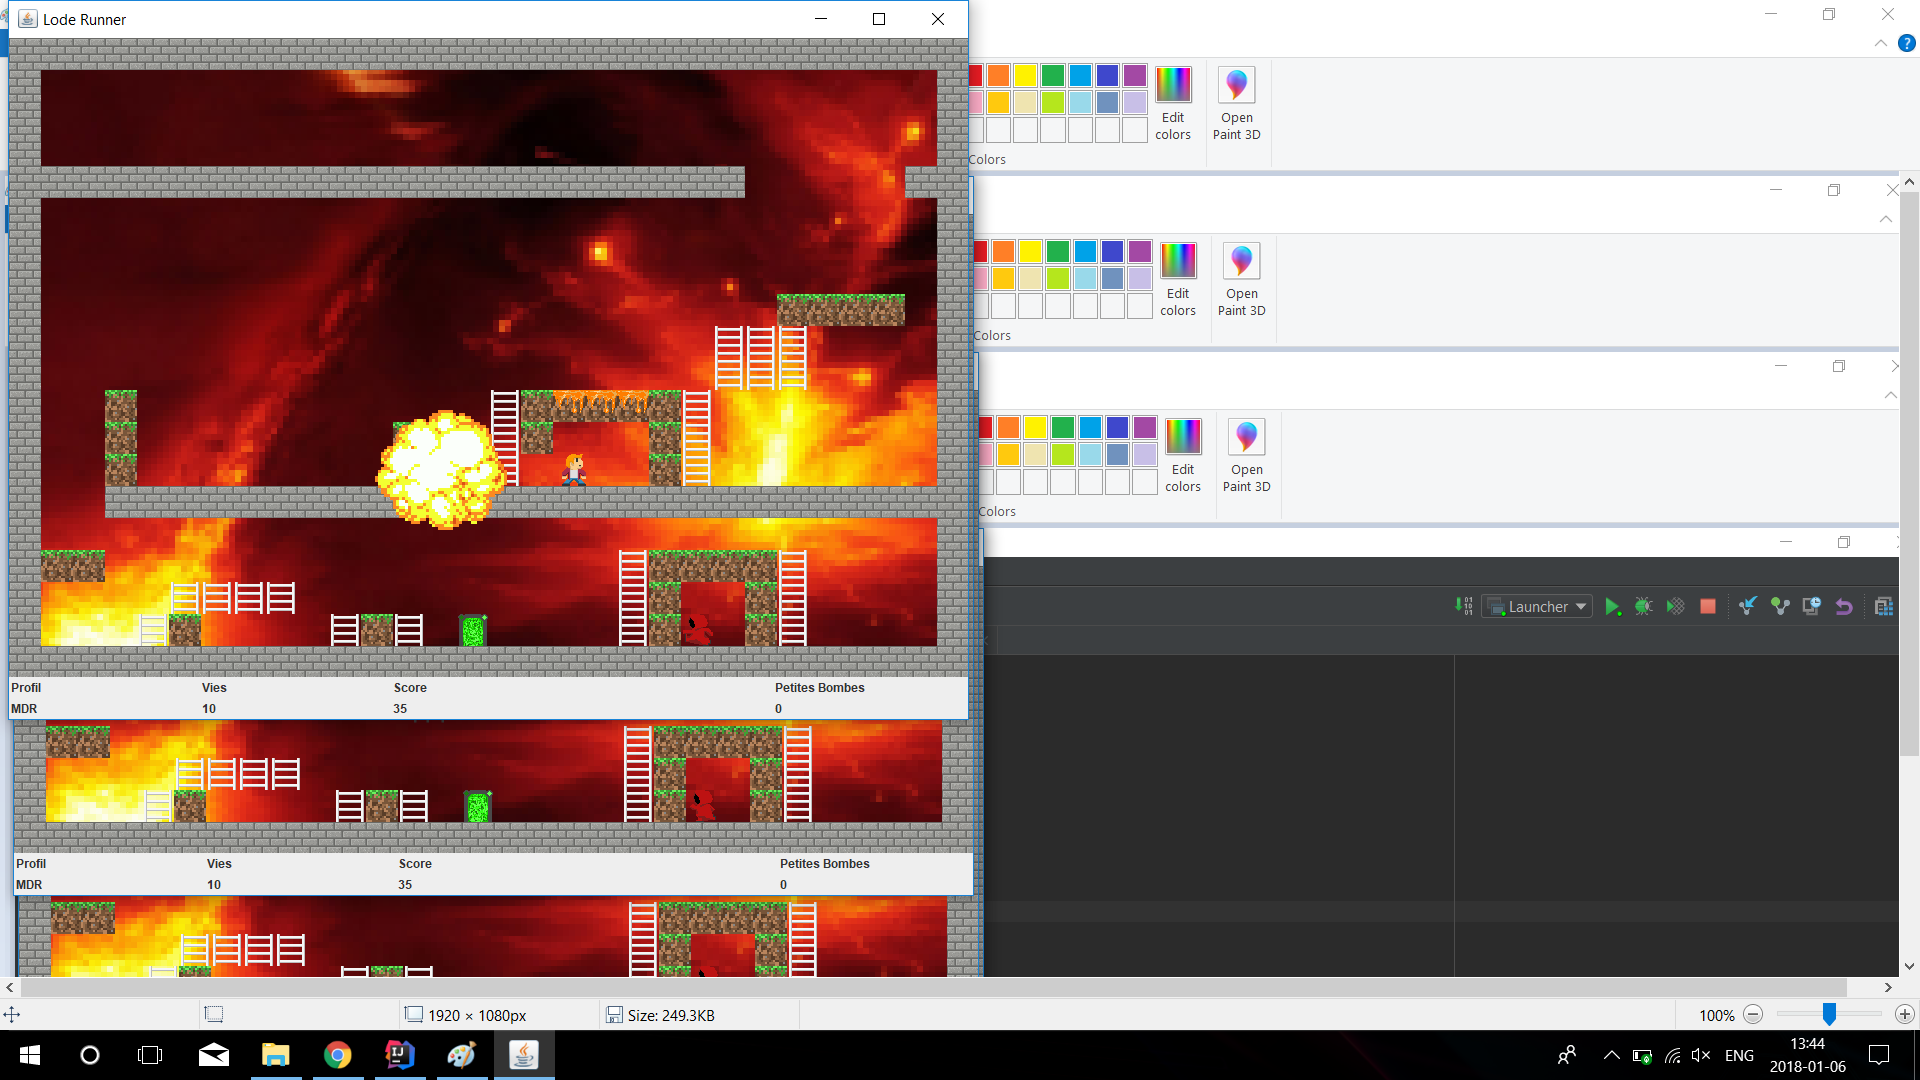 Lode Runner
Edit colors
Open Paint 3D
Colors
Edit colors
Open Paint 3D
Colors
Edit colors
Open Paint 3D
Colors
Launcher
Profil Vies Score Petites Bombes
MDR 10 35 0
Profil Vies Score Petites Bombes
MDR 10 35 0
1920 × 1080px
Size: 249.3KB
100%
ENG
13:44
2018-01-06